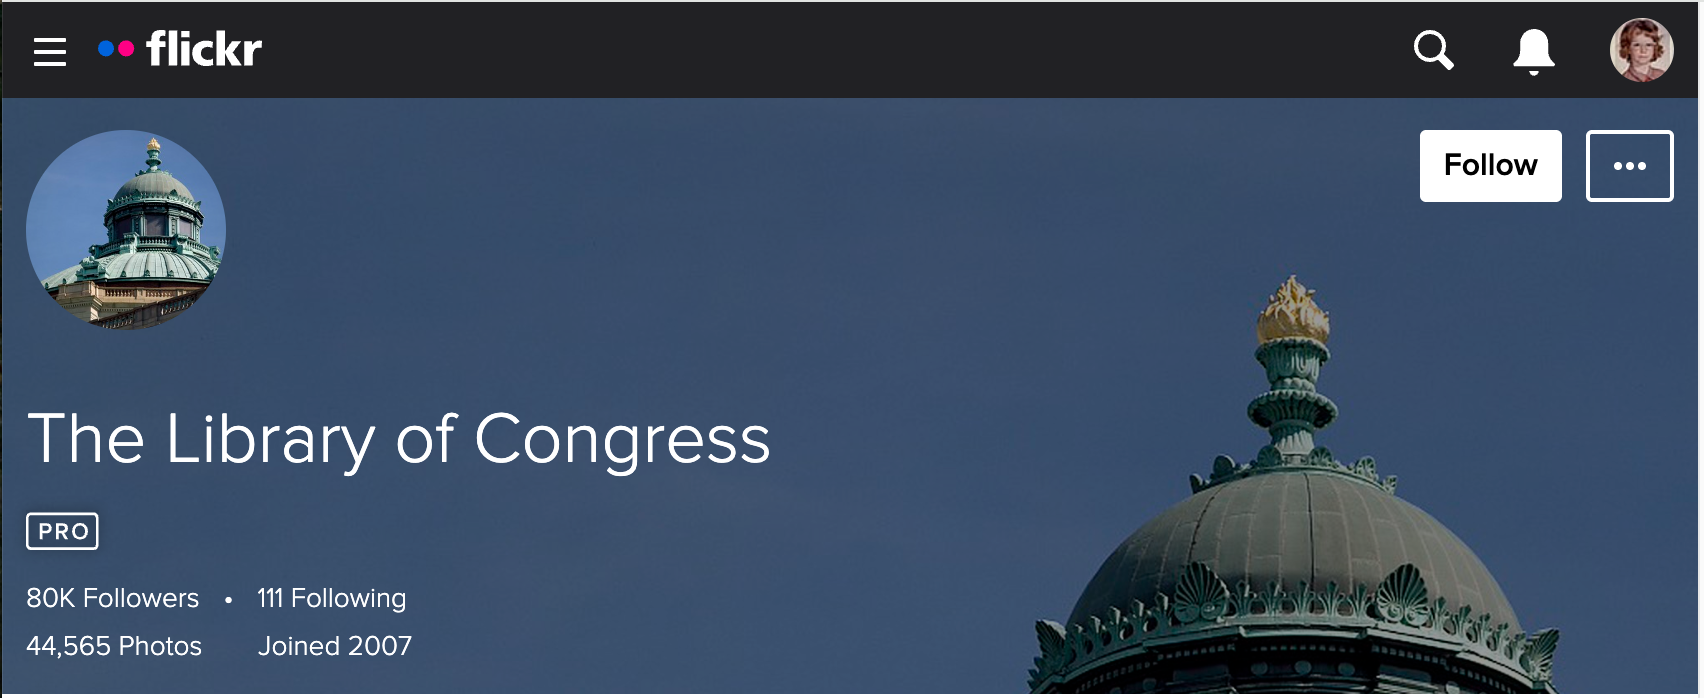 flickr
Follow
The Library of Congress
PRO
80K Followers • 111 Following
44,565 Photos Joined 2007